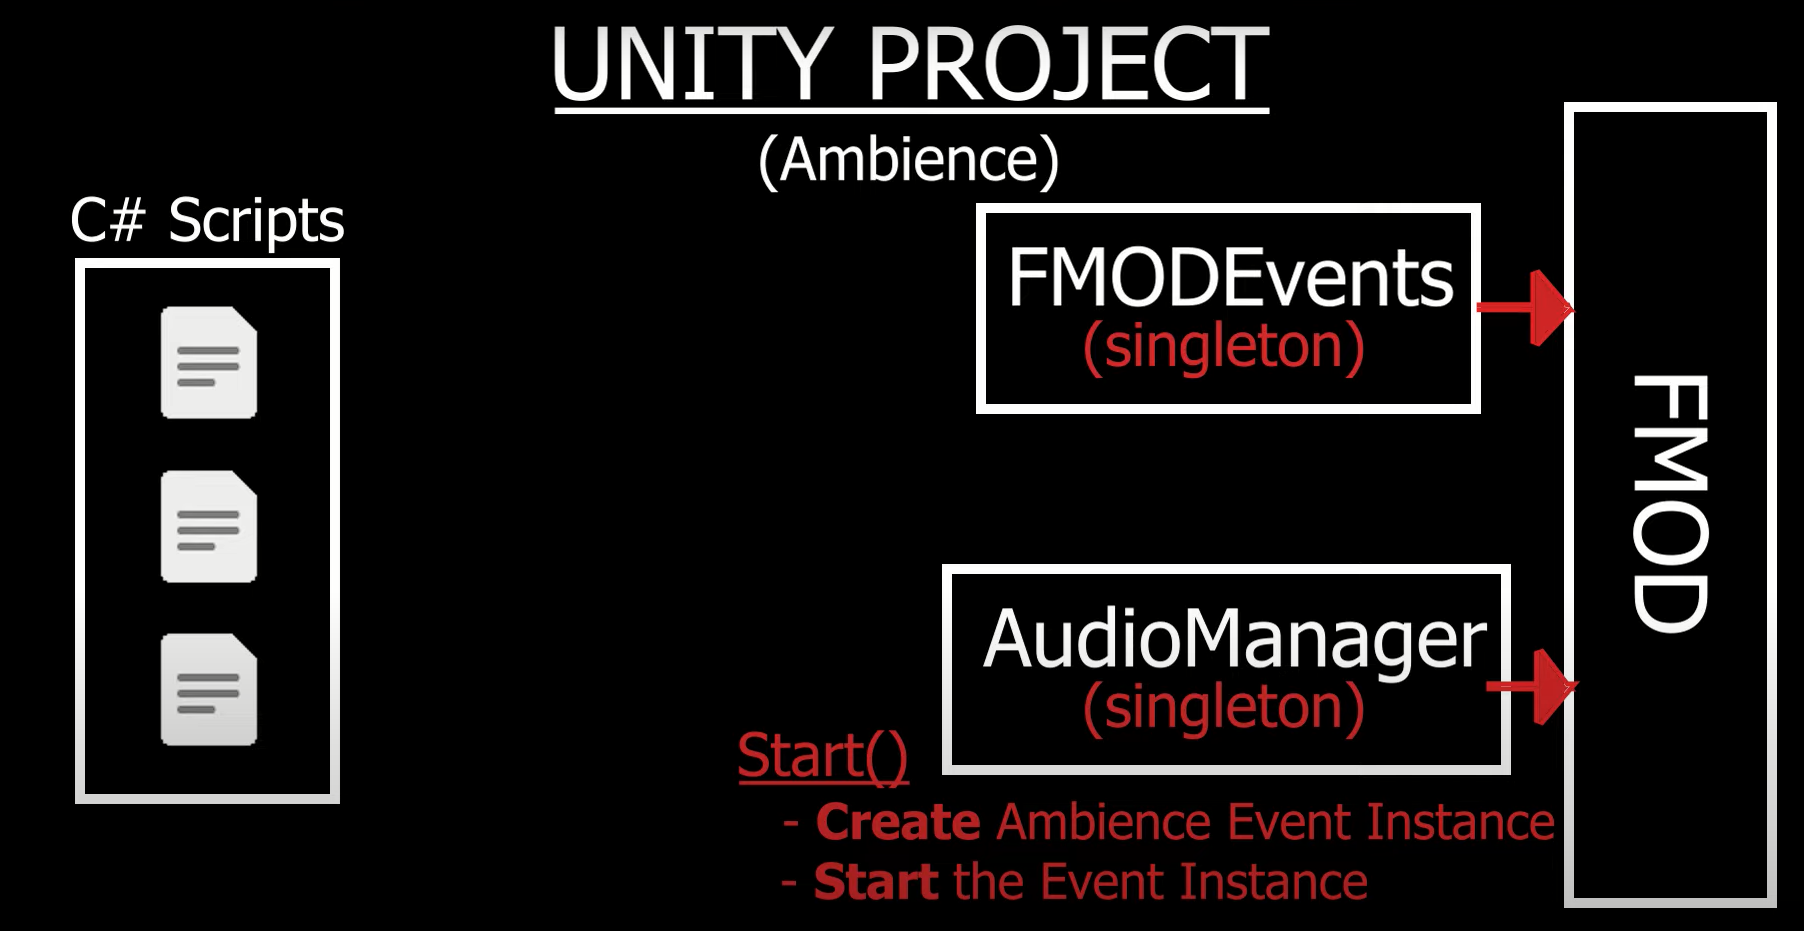 UNITY PROJECT
(Ambience)
C# Scripts
FMODEvents
(singleton)
FMOD
AudioManager
(singleton)
Start()
- Create Ambience Event Instance
- Start the Event Instance